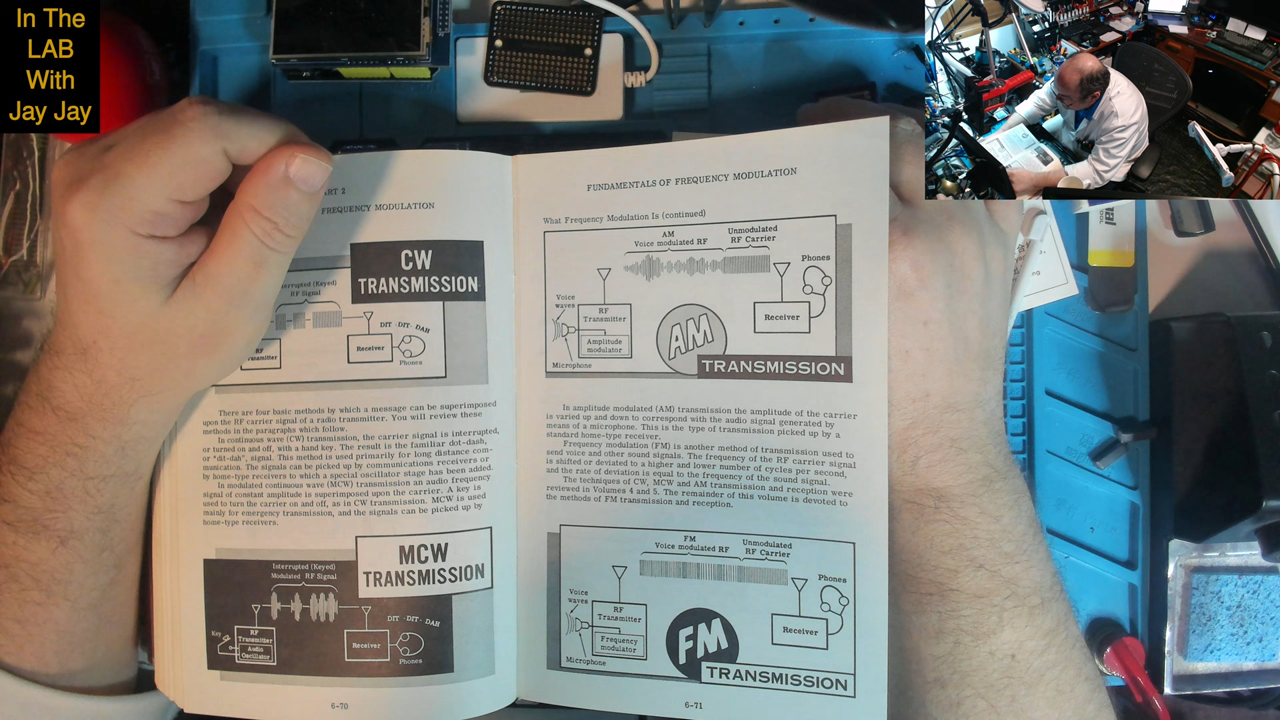 In The
LAB
With
Jay Jay
RT 2
FREQUENCY MODULATION
CW
TRANSMISSION
terrupted (Keyed)
RF Signal
DIT - DIT - DAH
RF
Receiver
Phones
There are four basic methods by which a message can be superimposed
upon the RF carrier signal of a radio transmitter. You will review these
methods in the paragraphs which follow.
In continuous wave (CW) transmission, the carrier signal is interrupted,
or turned on and off, with a hand key. The result is the familiar dot-dash,
or "dit-dah", signal. This method is used primarily for long distance com-
munication. The signals can be picked up by communications receivers or
by home-type receivers to which a special oscillator stage has been added.
In modulated continuous wave (MCW) transmission an audio frequency
signal of constant amplitude is superimposed upon the carrier. A key is
used to turn the carrier on and off, as in CW transmission. MCW is used
mainly for emergency transmission, and the signals can be picked up by
home-type receivers.
MCW
TRANSMISSION
Interrupted (Keyed)
Modulated RF Signal
DIT - DIT - DAH
Key
RF
Transmitter
Audio
Oscillator
Receiver
Phones
6-70
FUNDAMENTALS OF FREQUENCY MODULATION
What Frequency Modulation Is (continued)
AM
Voice modulated RF
Unmodulated
RF Carrier
Phones
Voice
waves
RF
Transmitter
Amplitude
modulator
Microphone
Receiver
AM
TRANSMISSION
In amplitude modulated (AM) transmission the amplitude of the carrier
is varied up and down to correspond with the audio signal generated by
means of a microphone. This is the type of transmission picked up by a
standard home-type receiver.
Frequency modulation (FM) is another method of transmission used to
send voice and other sound signals. The frequency of the RF carrier signal
is shifted or deviated to a higher and lower number of cycles per second,
and the rate of deviation is equal to the frequency of the sound signal.
The techniques of CW, MCW and AM transmission and reception were
reviewed in Volumes 4 and 5. The remainder of this volume is devoted to
the methods of FM transmission and reception.
FM
Voice modulated RF
Unmodulated
RF Carrier
Phones
Voice
waves
RF
Transmitter
Frequency
modulator
Microphone
Receiver
FM
TRANSMISSION
6-71